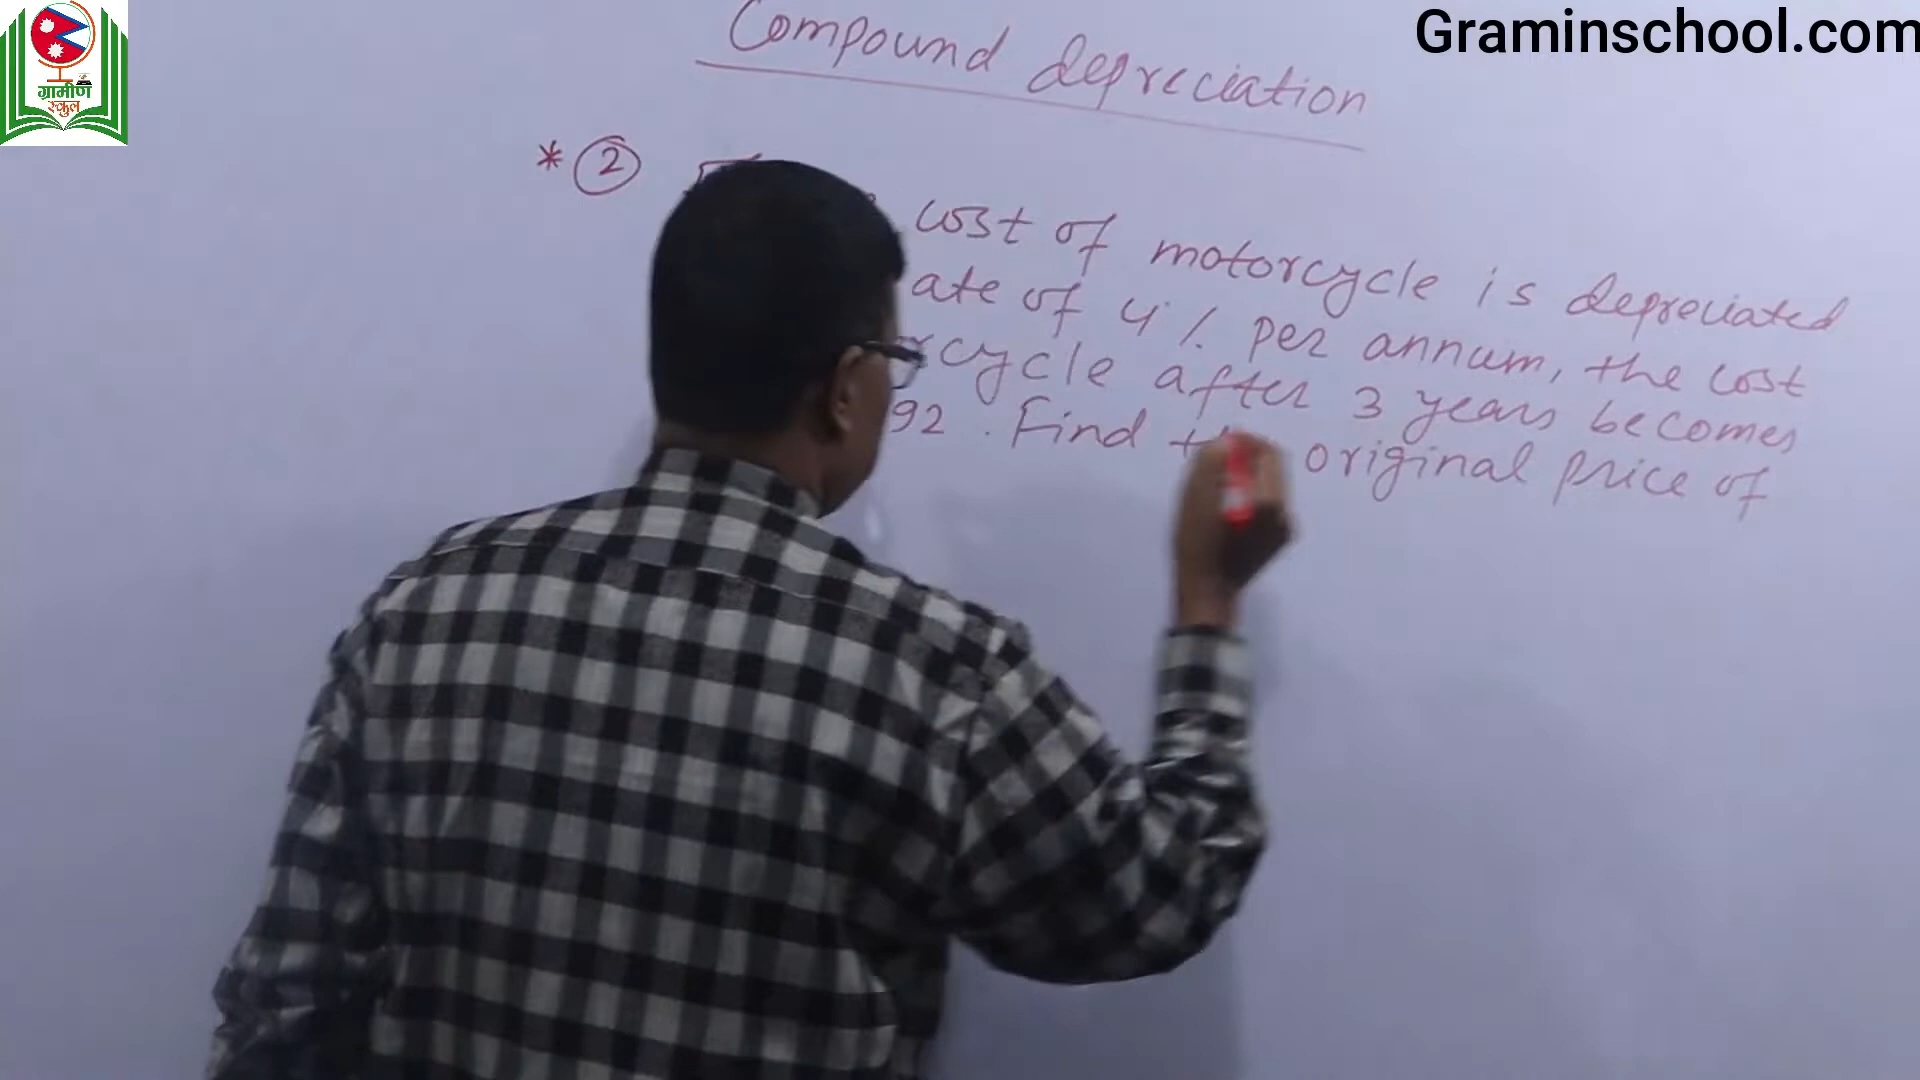 ग्रामीण
स्कुल
Graminschool.com
Compound depreciation
* 2 cost of motorcycle is depreciated
ate of 4% per annum, the cost
rcycle after 3 years becomes
92. Find original price of